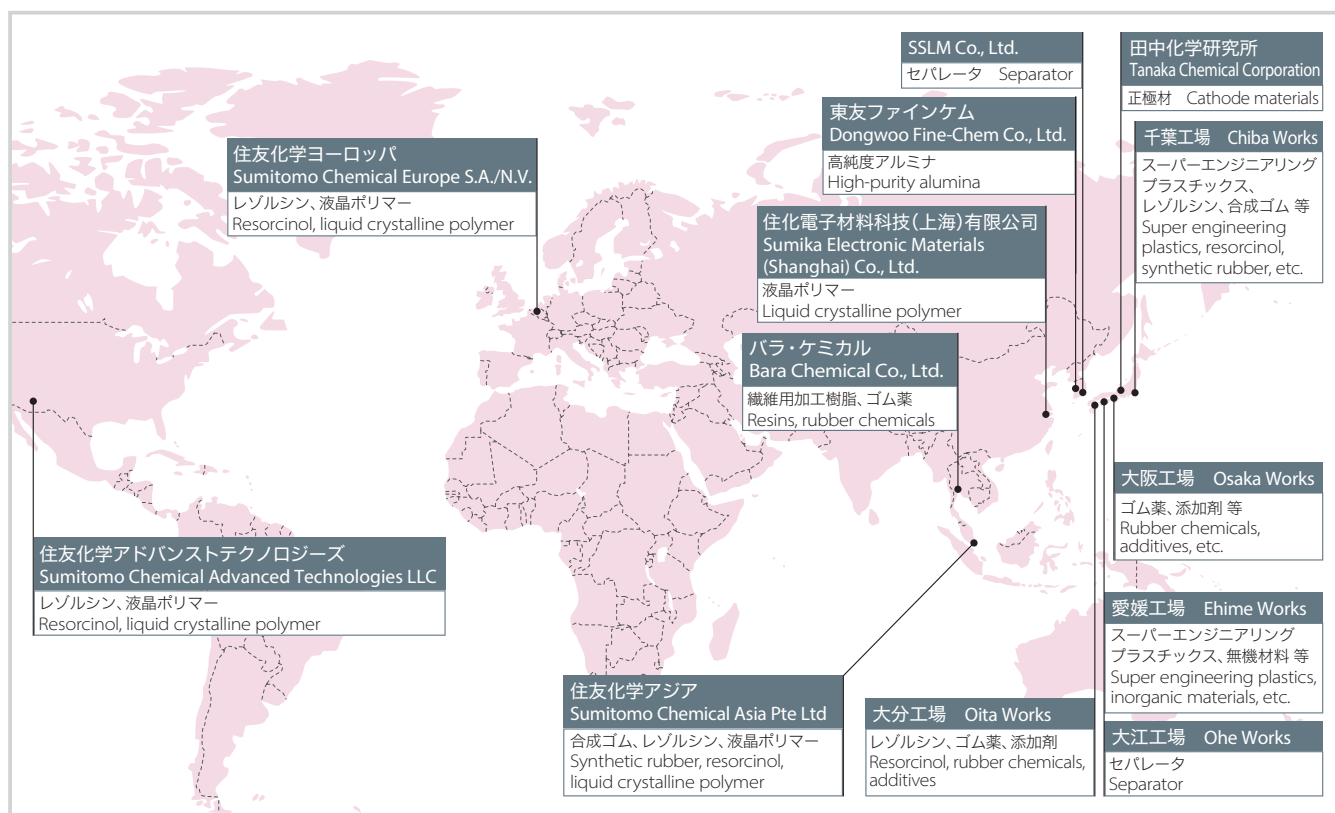 SSLM Co., Ltd.
セパレータ Separator
田中化学研究所
Tanaka Chemical Corporation
正極材 Cathode materials
東友ファインケム
Dongwoo Fine-Chem Co., Ltd.
高純度アルミナ
High-purity alumina
千葉工場 Chiba Works
スーパーエンジニアリング
プラスチックス、
レゾルシン、合成ゴム 等
Super engineering
plastics, resorcinol,
synthetic rubber, etc.
住友化学ヨーロッパ
Sumitomo Chemical Europe S.A./N.V.
レゾルシン、液晶ポリマー
Resorcinol, liquid crystalline polymer
住化電子材料科技(上海)有限公司
Sumika Electronic Materials
(Shanghai) Co., Ltd.
液晶ポリマー
Liquid crystalline polymer
バラ・ケミカル
Bara Chemical Co., Ltd.
繊維用加工樹脂、ゴム薬
Resins, rubber chemicals
大阪工場 Osaka Works
ゴム薬、添加剤 等
Rubber chemicals,
additives, etc.
住友化学アドバンストテクノロジーズ
Sumitomo Chemical Advanced Technologies LLC
レゾルシン、液晶ポリマー
Resorcinol, liquid crystalline polymer
愛媛工場 Ehime Works
スーパーエンジニアリング
プラスチックス、無機材料 等
Super engineering plastics,
inorganic materials, etc.
住友化学アジア
Sumitomo Chemical Asia Pte Ltd
合成ゴム、レゾルシン、液晶ポリマー
Synthetic rubber, resorcinol,
liquid crystalline polymer
大分工場 Oita Works
レゾルシン、ゴム薬、添加剤
Resorcinol, rubber chemicals,
additives
大江工場 Ohe Works
セパレータ
Separator